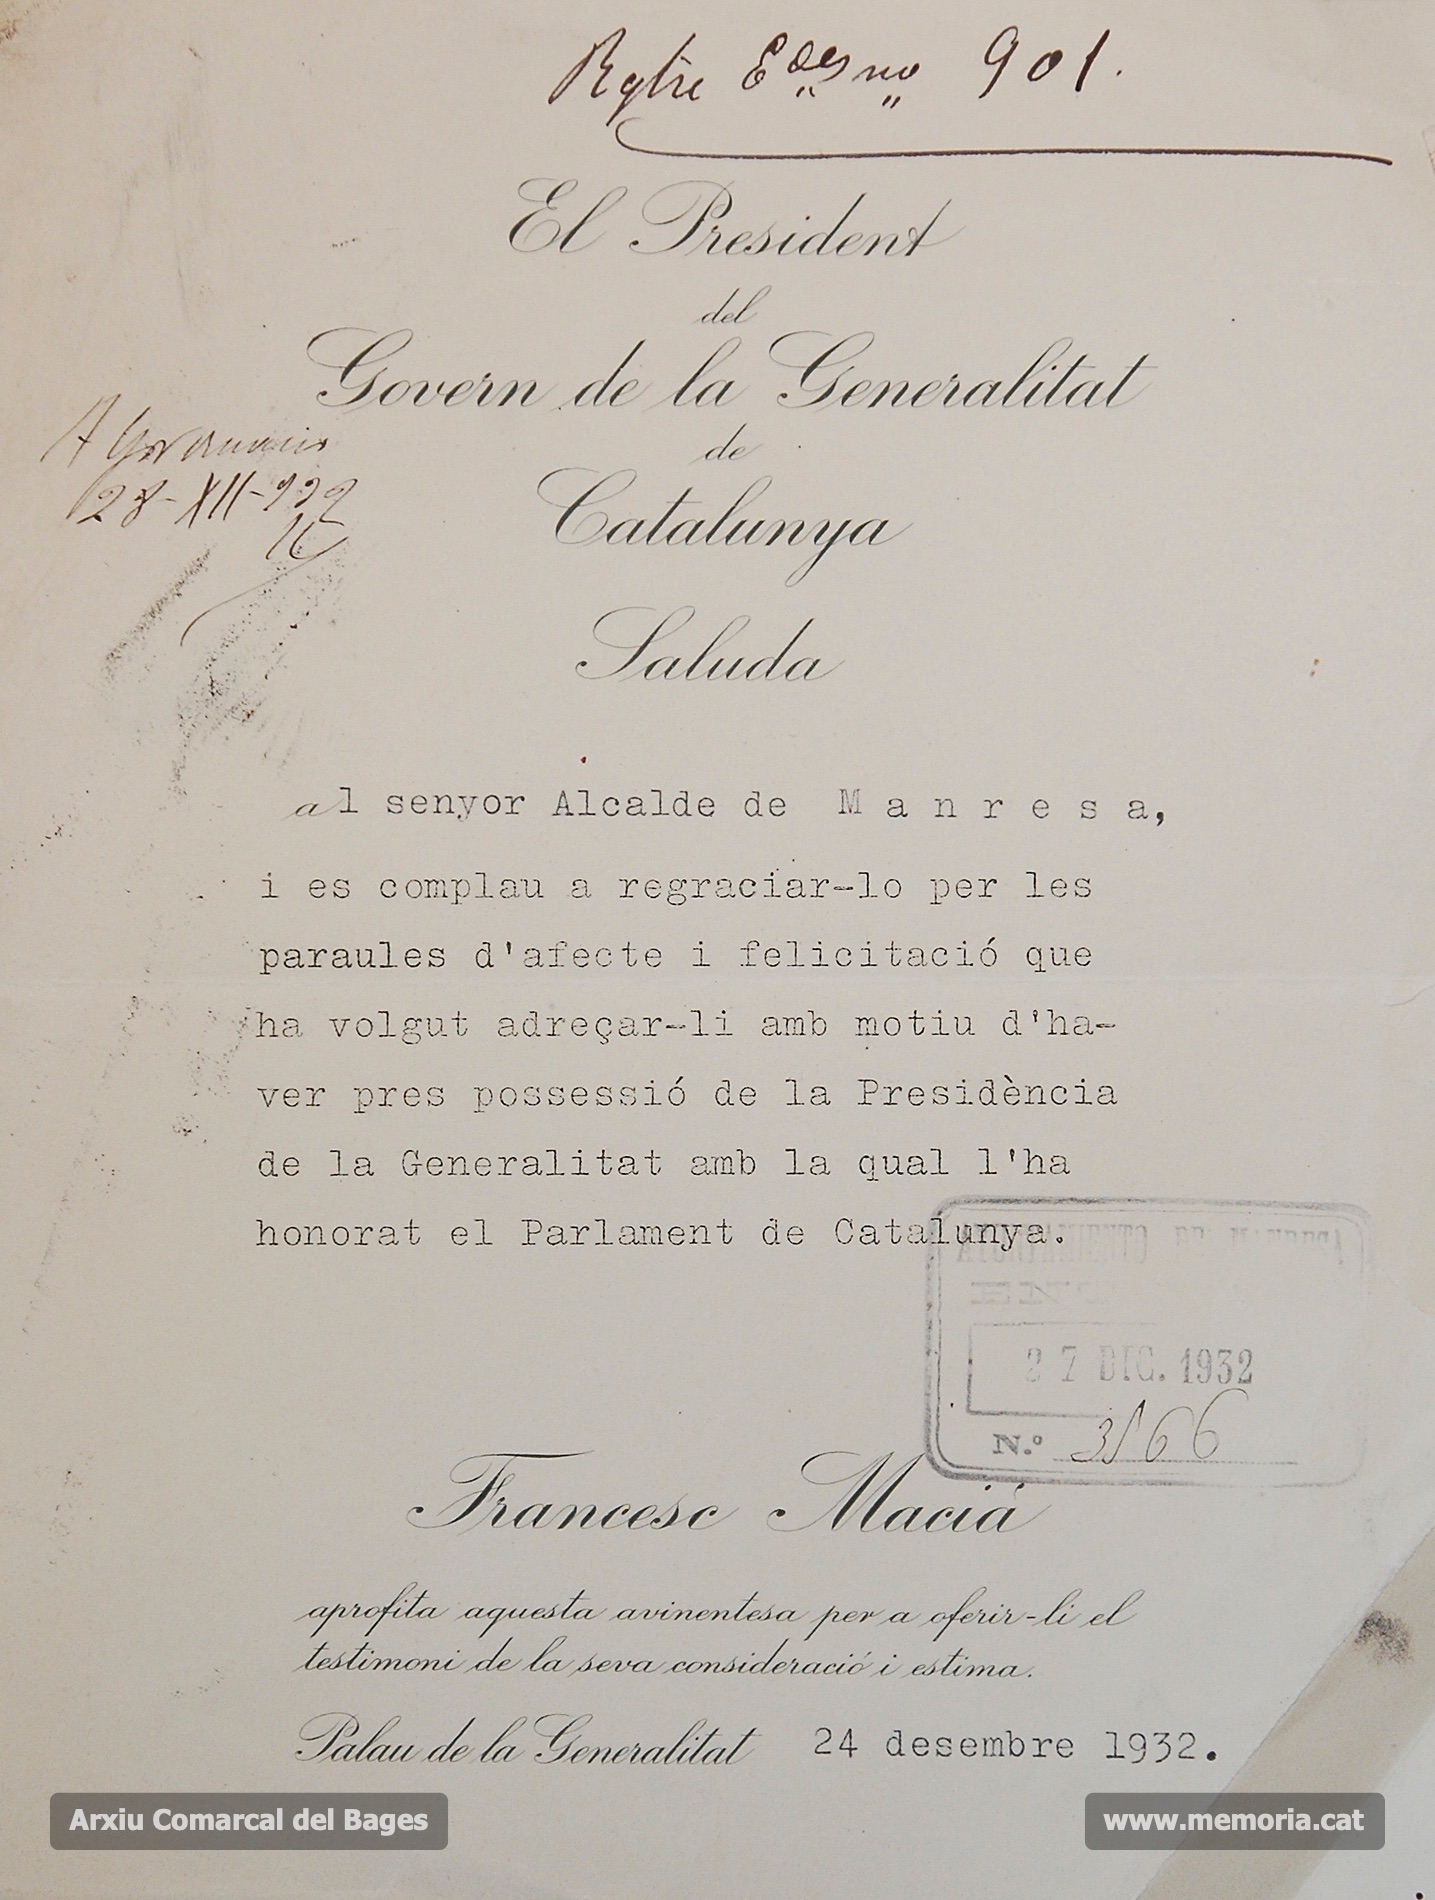 Rgtre Edes no 901.
El President
del
Govern de la Generalitat
de
Catalunya
28-XII-932
Saluda
al senyor Alcalde de Manresa,
i es complau a regraciar-lo per les
paraules d'afecte i felicitació que
ha volgut adreçar-li amb motiu d'ha-
ver pres possessió de la Presidència
de la Generalitat amb la qual l'ha
honorat el Parlament de Catalunya.
27 DIC. 1932
N.º 3166
Francesc Macià
aprofita aquesta avinentesa per a oferir-li el
testimoni de la seva consideració i estima.
Palau de la Generalitat 24 desembre 1932.
Arxiu Comarcal del Bages
www.memoria.cat